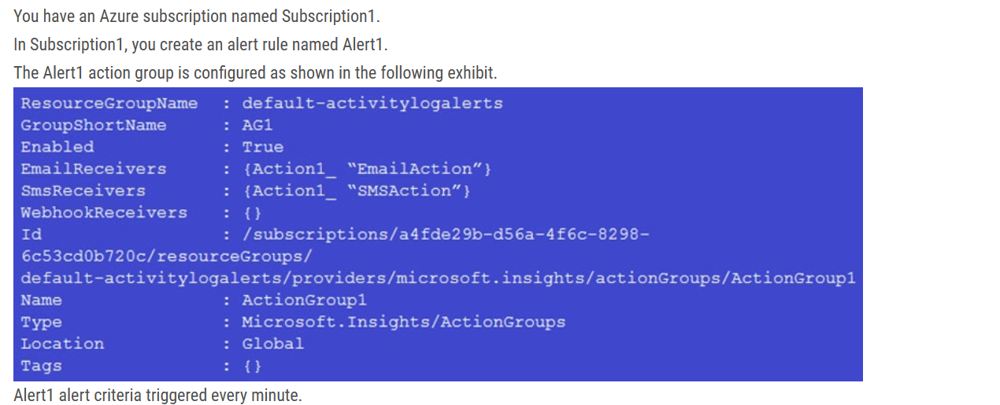 You have an Azure subscription named Subscription1.
In Subscription1, you create an alert rule named Alert1.
The Alert1 action group is configured as shown in the following exhibit.
ResourceGroupName : default-activitylogalerts
GroupShortName : AG1
Enabled : True
EmailReceivers : {Action1_ “EmailAction”}
SmsReceivers : {Action1_ “SMSAction”}
WebhookReceivers : {}
Id : /subscriptions/a4fde29b-d56a-4f6c-8298-
6c53cd0b720c/resourceGroups/
default-activitylogalerts/providers/microsoft.insights/actionGroups/ActionGroup1
Name : ActionGroup1
Type : Microsoft.Insights/ActionGroups
Location : Global
Tags : {}
Alert1 alert criteria triggered every minute.